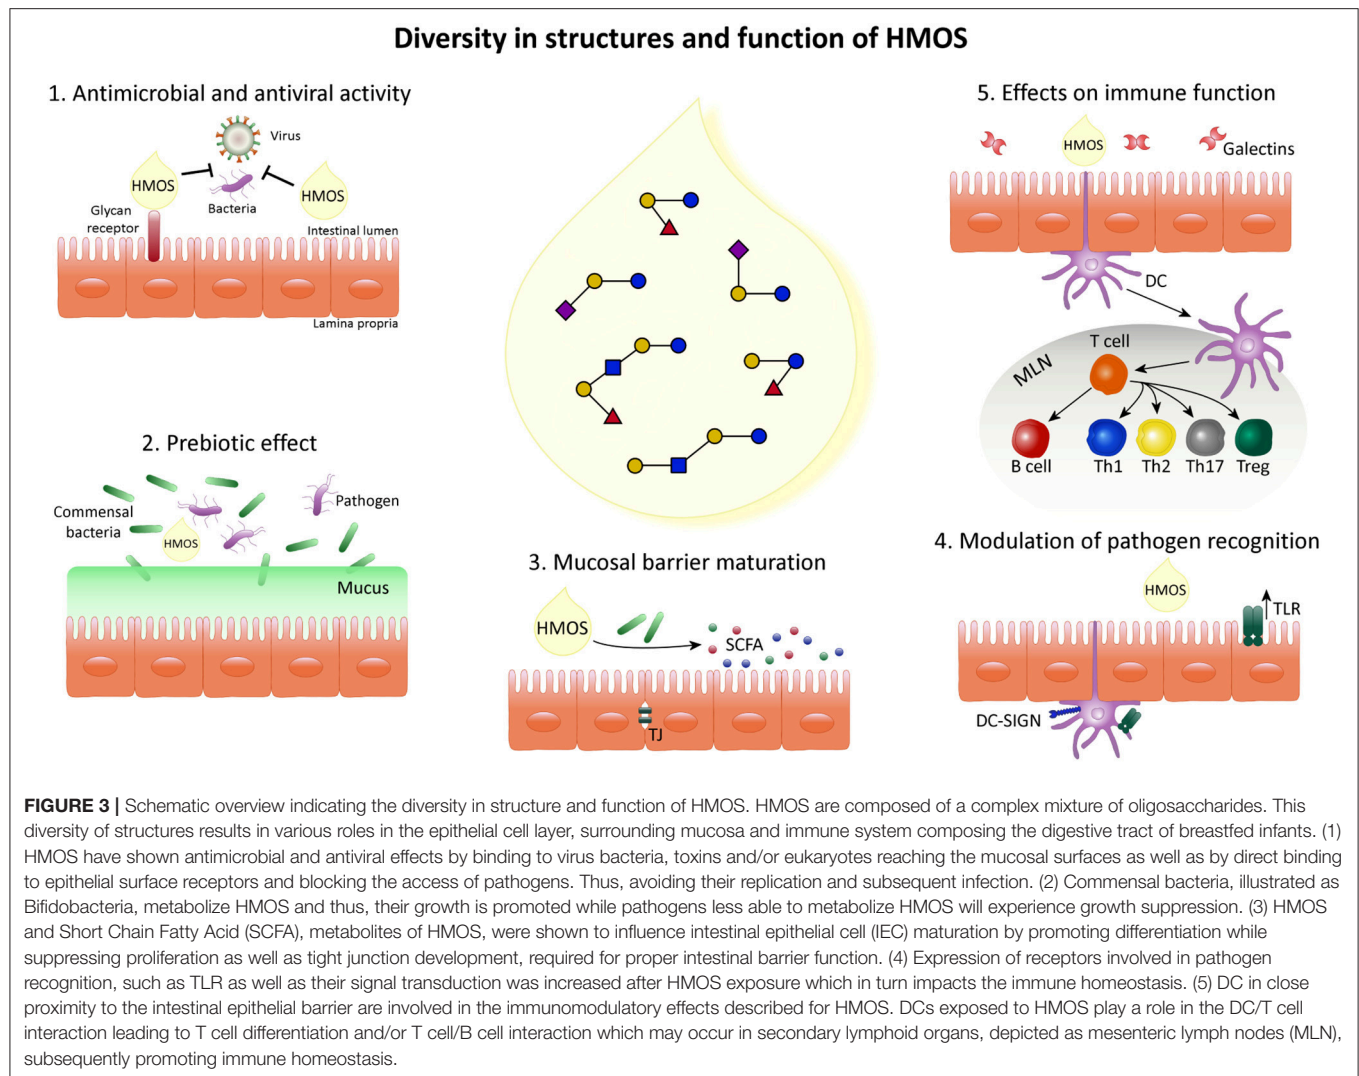 Diversity in structures and function of HMOS
1. Antimicrobial and antiviral activity
Virus
HMOS
HMOS
Bacteria
Glycan
receptor
Intestinal lumen
Lamina propria
2. Prebiotic effect
Commensal
bacteria
Pathogen
HMOS
Mucus
3. Mucosal barrier maturation
HMOS
SCFA
TJ
5. Effects on immune function
HMOS
Galectins
DC
MLN
T cell
B cell
Th1
Th2
Th17
Treg
4. Modulation of pathogen recognition
HMOS
TLR
DC-SIGN
FIGURE 3 | Schematic overview indicating the diversity in structure and function of HMOS. HMOS are composed of a complex mixture of oligosaccharides. This
diversity of structures results in various roles in the epithelial cell layer, surrounding mucosa and immune system composing the digestive tract of breastfed infants. (1)
HMOS have shown antimicrobial and antiviral effects by binding to virus bacteria, toxins and/or eukaryotes reaching the mucosal surfaces as well as by direct binding
to epithelial surface receptors and blocking the access of pathogens. Thus, avoiding their replication and subsequent infection. (2) Commensal bacteria, illustrated as
Bifidobacteria, metabolize HMOS and thus, their growth is promoted while pathogens less able to metabolize HMOS will experience growth suppression. (3) HMOS
and Short Chain Fatty Acid (SCFA), metabolites of HMOS, were shown to influence intestinal epithelial cell (IEC) maturation by promoting differentiation while
suppressing proliferation as well as tight junction development, required for proper intestinal barrier function. (4) Expression of receptors involved in pathogen
recognition, such as TLR as well as their signal transduction was increased after HMOS exposure which in turn impacts the immune homeostasis. (5) DC in close
proximity to the intestinal epithelial barrier are involved in the immunomodulatory effects described for HMOS. DCs exposed to HMOS play a role in the DC/T cell
interaction leading to T cell differentiation and/or T cell/B cell interaction which may occur in secondary lymphoid organs, depicted as mesenteric lymph nodes (MLN),
subsequently promoting immune homeostasis.